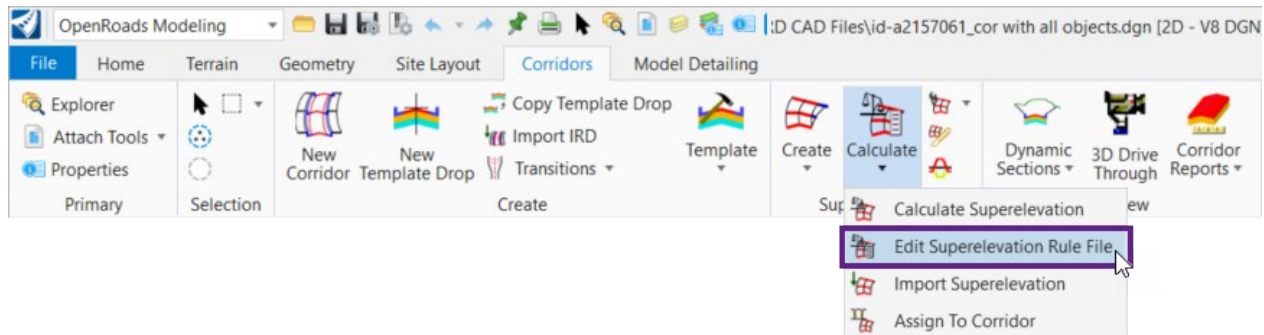 OpenRoads Modeling :D CAD Files\id-a2157061_cor with all objects.dgn [2D - V8 DGN
File Home Terrain Geometry Site Layout Corridors Model Detailing
Explorer
Attach Tools
Properties
Primary
Selection
New Corridor
New Template Drop
Copy Template Drop
Import IRD
Transitions
Template
Create
Create
Calculate
Sup
Dynamic Sections
3D Drive Through
Corridor Reports
ew
Calculate Superelevation
Edit Superelevation Rule File
Import Superelevation
Assign To Corridor